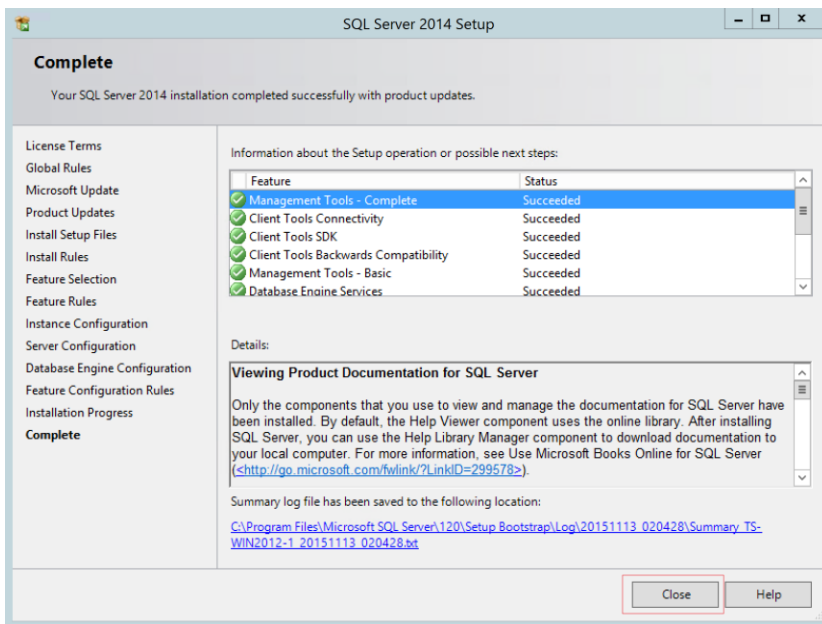 SQL Server 2014 Setup
Complete
Your SQL Server 2014 installation completed successfully with product updates.
License Terms
Global Rules
Microsoft Update
Product Updates
Install Setup Files
Install Rules
Feature Selection
Feature Rules
Instance Configuration
Server Configuration
Database Engine Configuration
Feature Configuration Rules
Installation Progress
Complete
Information about the Setup operation or possible next steps:
Feature Status
Management Tools - Complete Succeeded
Client Tools Connectivity Succeeded
Client Tools SDK Succeeded
Client Tools Backwards Compatibility Succeeded
Management Tools - Basic Succeeded
Database Engine Services Succeeded
Details:
Viewing Product Documentation for SQL Server
Only the components that you use to view and manage the documentation for SQL Server have
been installed. By default, the Help Viewer component uses the online library. After installing
SQL Server, you can use the Help Library Manager component to download documentation to
your local computer. For more information, see Use Microsoft Books Online for SQL Server
(<http://go.microsoft.com/fwlink/?LinkID=299578>).
Summary log file has been saved to the following location:
C:\Program Files\Microsoft SQL Server\120\Setup Bootstrap\Log\20151113_020428\Summary_TS-
WIN2012-1_20151113_020428.txt
Close
Help